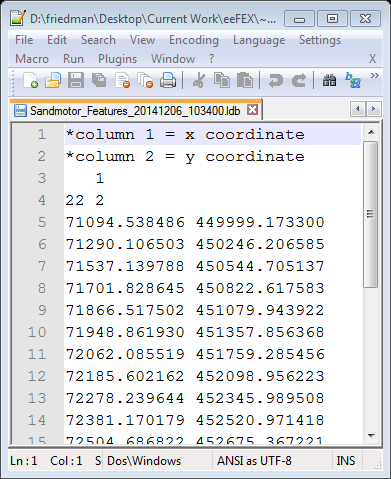 D:\friedman\Desktop\Current Work\eeFEX\~...
File Edit Search View Encoding Language Settings
Macro Run Plugins Window ? X
Sandmotor_Features_20141206_103400.ldb
1 *column 1 = x coordinate
2 *column 2 = y coordinate
3 1
4 22 2
5 71094.538486 449999.173300
6 71290.106503 450246.206585
7 71537.139788 450544.705137
8 71701.828645 450822.617583
9 71866.517502 451079.943922
10 71948.861930 451357.856368
11 72062.085519 451759.285456
12 72185.602162 452098.956223
13 72278.239644 452345.989508
14 72381.170179 452520.971418
15 72504.686822 452675.367221
Ln : 1 Col : 1 S Dos\Windows ANSI as UTF-8 INS